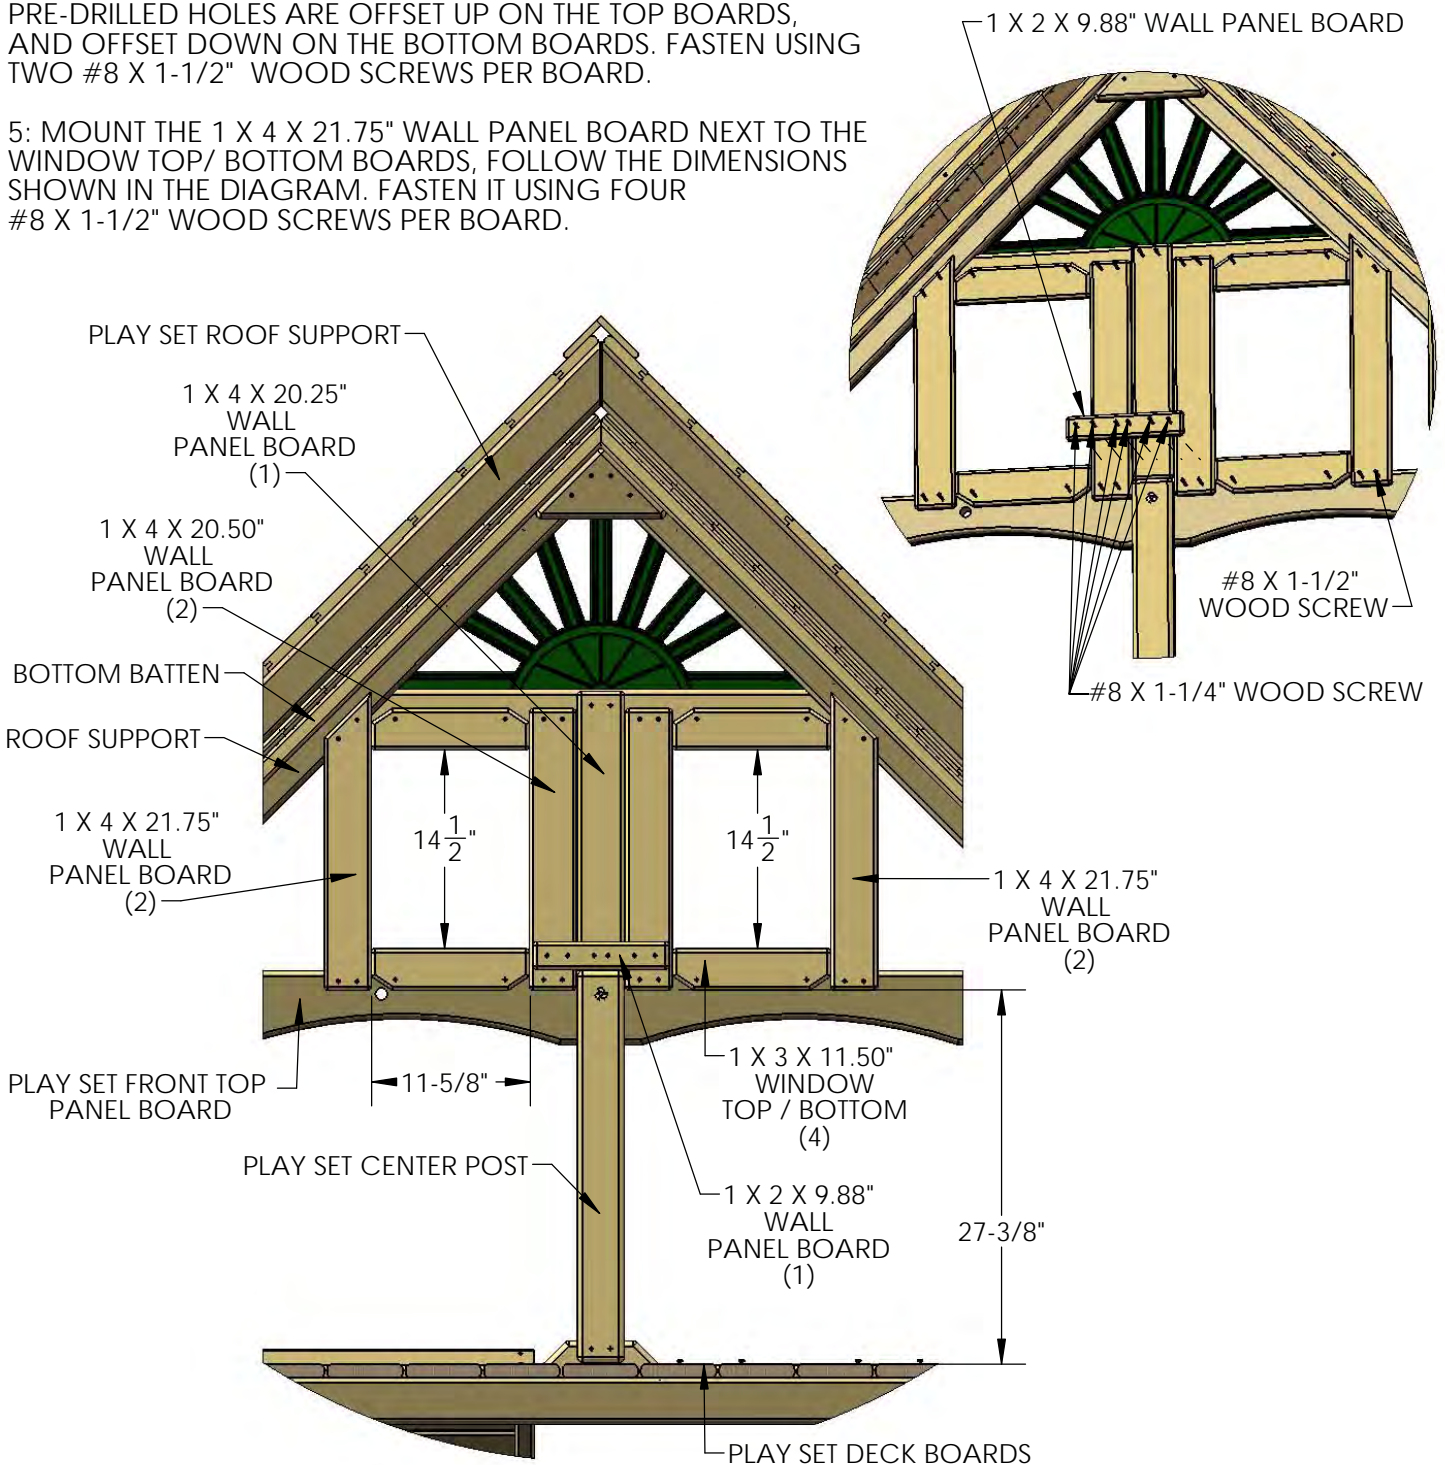 PRE-DRILLED HOLES ARE OFFSET UP ON THE TOP BOARDS,
AND OFFSET DOWN ON THE BOTTOM BOARDS. FASTEN USING
TWO #8 X 1-1/2" WOOD SCREWS PER BOARD.
5: MOUNT THE 1 X 4 X 21.75" WALL PANEL BOARD NEXT TO THE
WINDOW TOP/ BOTTOM BOARDS, FOLLOW THE DIMENSIONS
SHOWN IN THE DIAGRAM. FASTEN IT USING FOUR
#8 X 1-1/2" WOOD SCREWS PER BOARD.
1 X 2 X 9.88" WALL PANEL BOARD
#8 X 1-1/2"
WOOD SCREW
#8 X 1-1/4" WOOD SCREW
PLAY SET ROOF SUPPORT
1 X 4 X 20.25"
WALL
PANEL BOARD
(1)
1 X 4 X 20.50"
WALL
PANEL BOARD
(2)
BOTTOM BATTEN
ROOF SUPPORT
1 X 4 X 21.75"
WALL
PANEL BOARD
(2)
14 1/2"
14 1/2"
1 X 4 X 21.75"
WALL
PANEL BOARD
(2)
PLAY SET FRONT TOP
PANEL BOARD
11-5/8"
1 X 3 X 11.50"
WINDOW
TOP / BOTTOM
(4)
PLAY SET CENTER POST
1 X 2 X 9.88"
WALL
PANEL BOARD
(1)
27-3/8"
PLAY SET DECK BOARDS